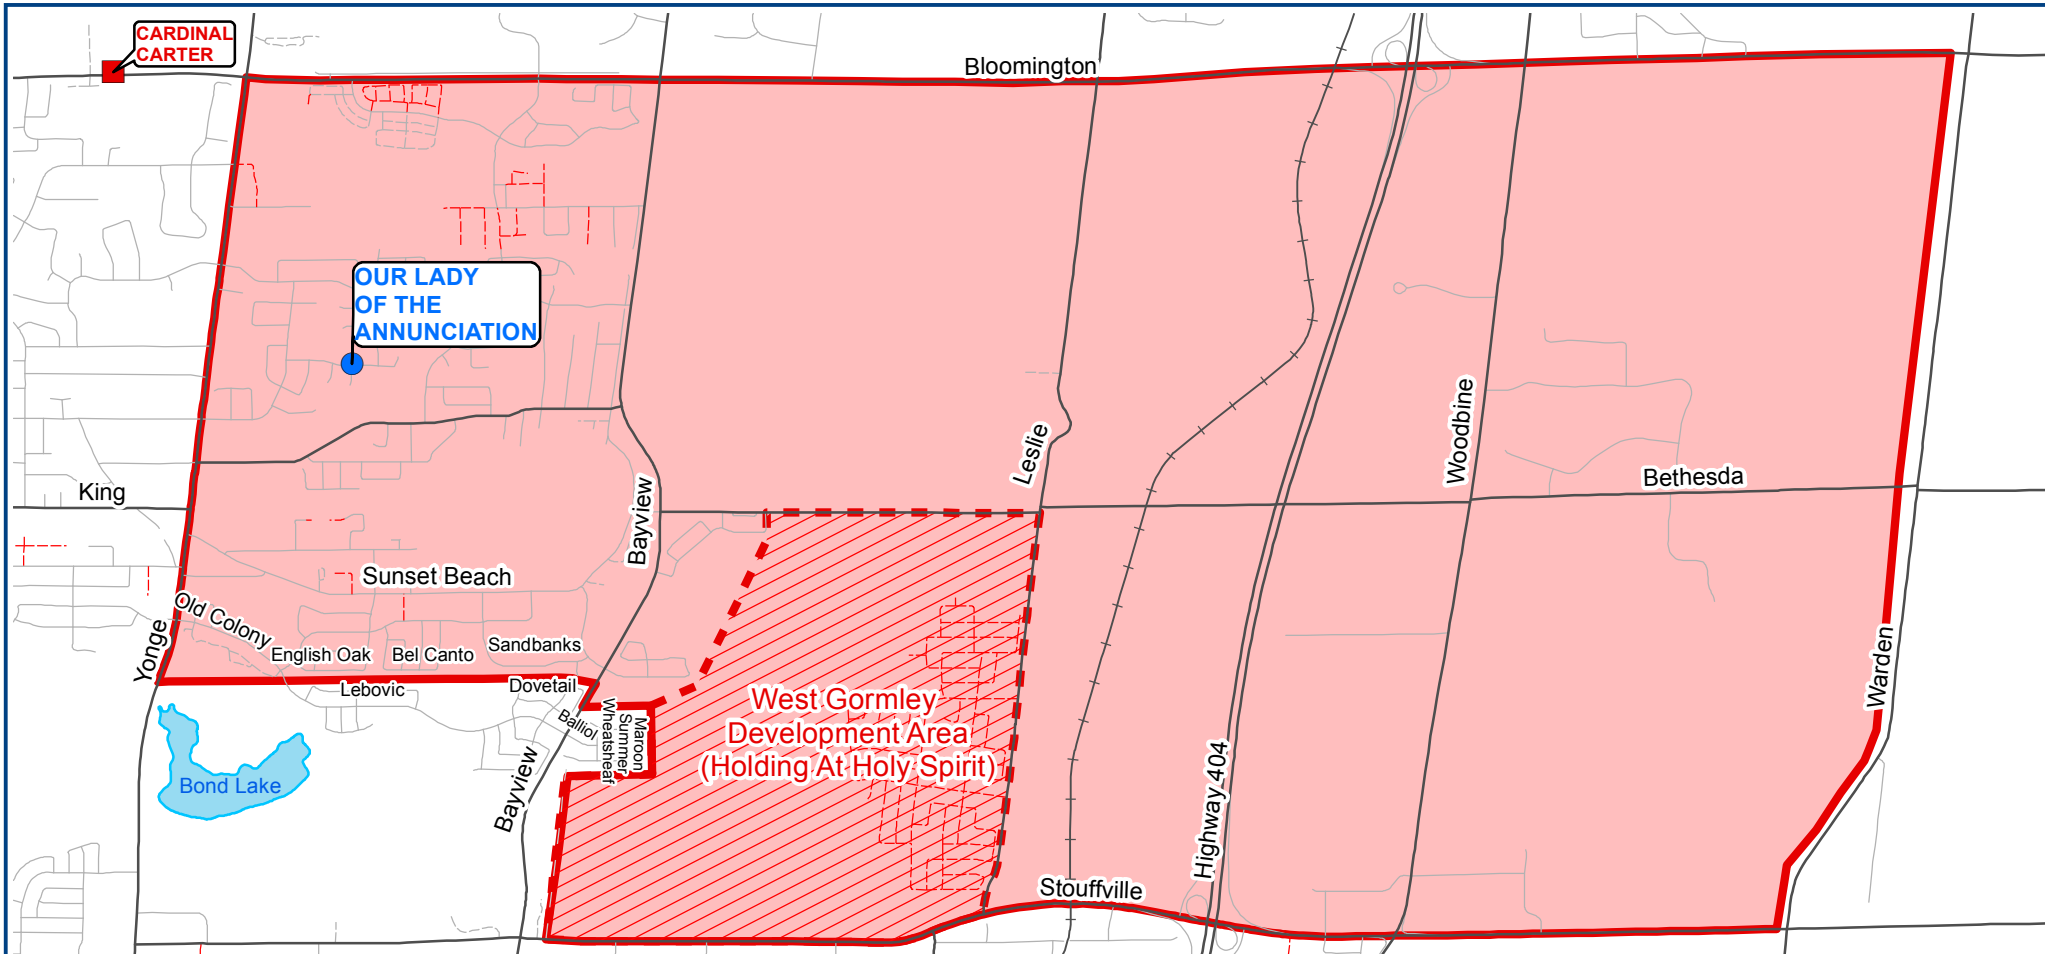 CARDINAL
CARTER
Bloomington
OUR LADY
OF THE
ANNUNCIATION
Leslie
Woodbine
King
Bayview
Bethesda
Sunset Beach
Old Colony
Yonge
English Oak
Bel Canto
Sandbanks
Lebovic
Dovetail
Balliol
Wheatsheaf
Summer
Maroon
Warden
West Gormley
Development Area
(Holding At Holy Spirit)
Bond Lake
Bayview
Highway 404
Stouffville